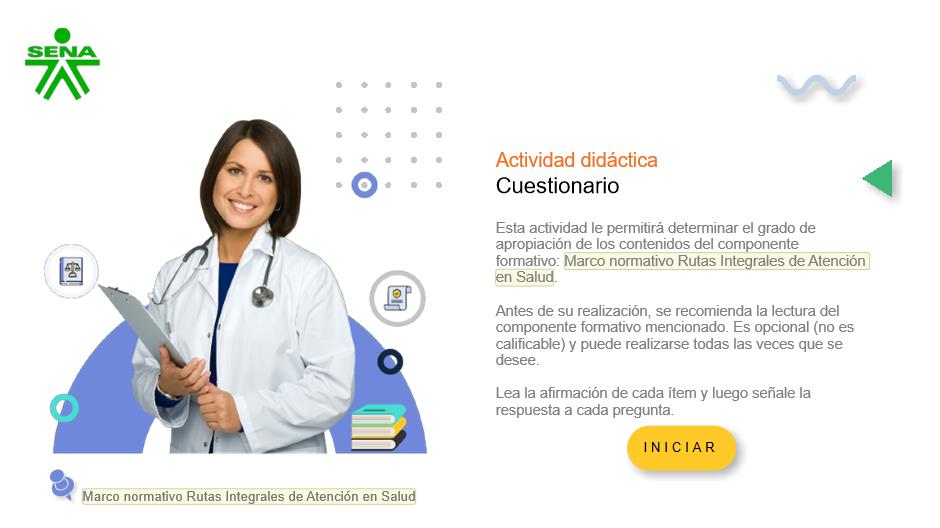 SENA
Actividad didáctica
Cuestionario
Esta actividad le permitirá determinar el grado de
apropiación de los contenidos del componente
formativo: Marco normativo Rutas Integrales de Atención
en Salud.
Antes de su realización, se recomienda la lectura del
componente formativo mencionado. Es opcional (no es
calificable) y puede realizarse todas las veces que se
desee.
Lea la afirmación de cada ítem y luego señale la
respuesta a cada pregunta.
INICIAR
Marco normativo Rutas Integrales de Atención en Salud